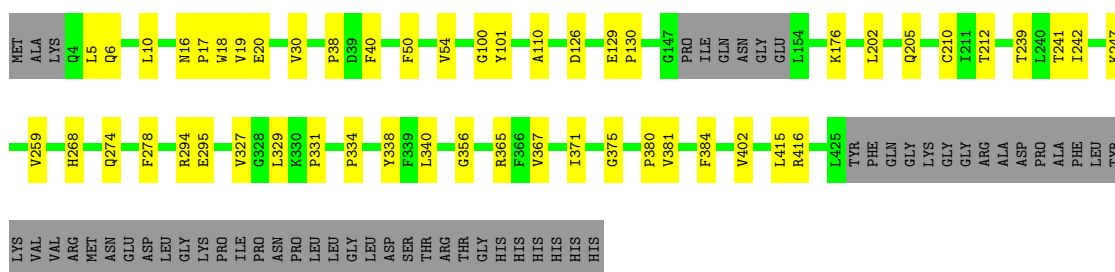 MET ALA LYS Q4 L5 Q6 L10 N16 P17 W18 V19 E20 V30 P38 D39 F40 F50 V54 G100 Y101 A110 D126 E129 P130 G147 PRO ILE GLN ASN GLY GLU L154 K176 L202 Q205 C210 I211 T212 T239 L240 T241 I242 K247
V259 H268 Q274 F278 R294 E295 V327 G328 L329 K330 P331 P334 Y338 F339 L340 G356 R365 F366 V367 I371 G375 P380 V381 F384 V402 L415 R416 L425 TYR PHE GLN GLY LYS GLY GLY ARG ALA ASP PRO ALA PHE LEU TYR
LYS VAL VAL ARG MET ASN GLU ASP LEU GLY LYS PRO ILE PRO ASN PRO LEU LEU GLY LEU ASP SER THR ARG THR GLY HIS HIS HIS HIS HIS HIS